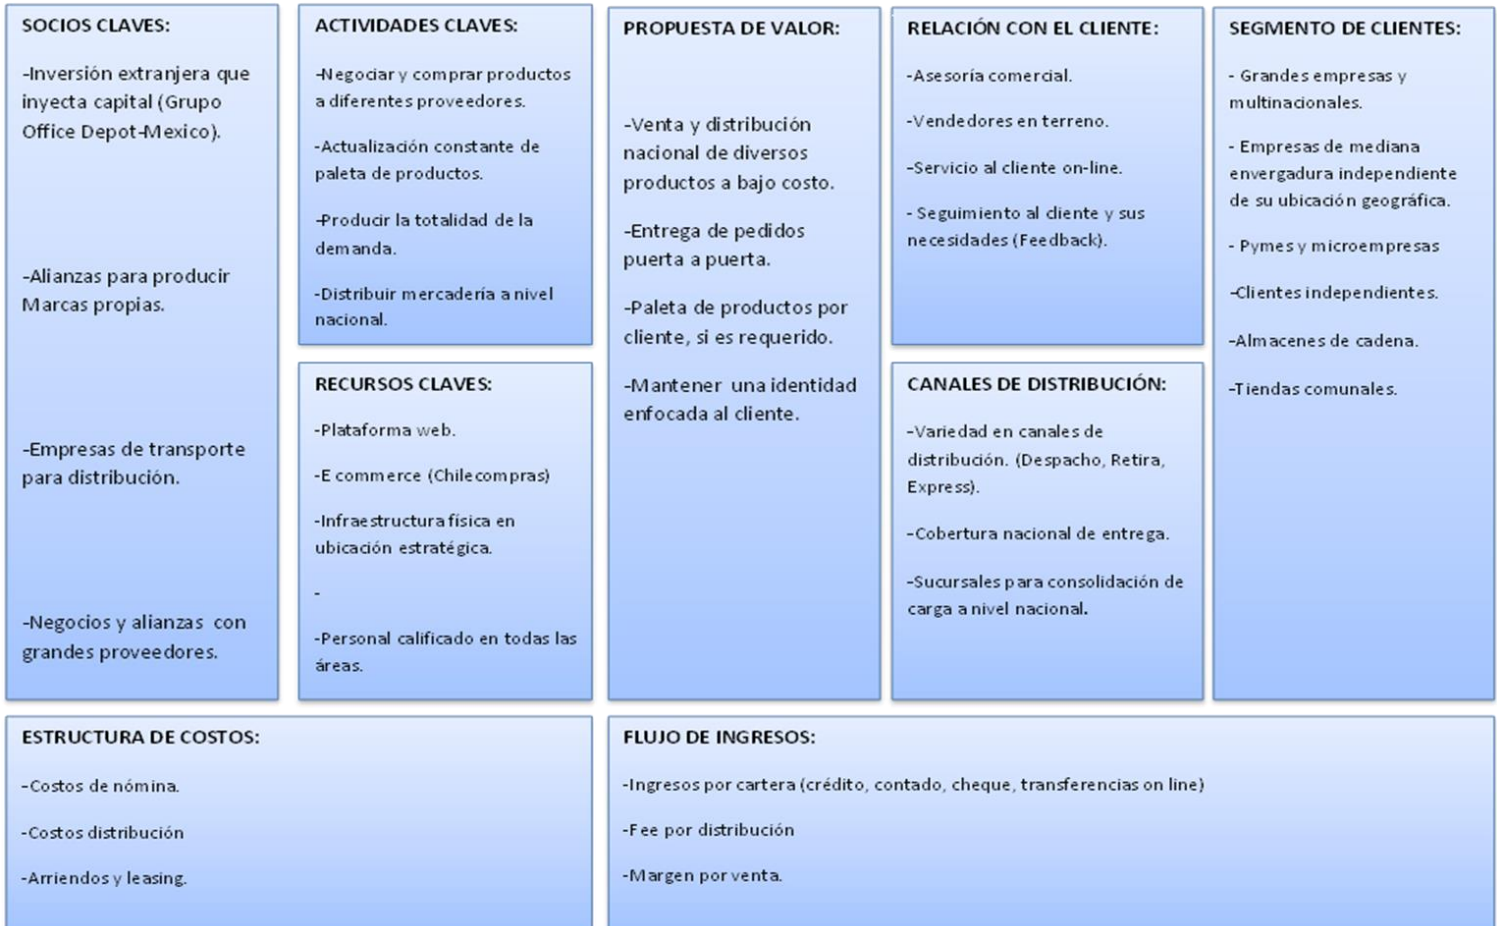 SOCIOS CLAVES:
-Inversión extranjera que
inyecta capital (Grupo
Office Depot-Mexico).
-Alianzas para producir
Marcas propias.
-Empresas de transporte
para distribución.
-Negocios y alianzas con
grandes proveedores.
ACTIVIDADES CLAVES:
-Negociar y comprar productos
a diferentes proveedores.
-Actualización constante de
paleta de productos.
-Producir la totalidad de la
demanda.
-Distribuir mercadería a nivel
nacional.
RECURSOS CLAVES:
-Plataforma web.
-E commerce (Chilecompras)
-Infraestructura física en
ubicación estratégica.
-
-Personal calificado en todas las
áreas.
PROPUESTA DE VALOR:
-Venta y distribución
nacional de diversos
productos a bajo costo.
-Entrega de pedidos
puerta a puerta.
-Paleta de productos por
cliente, si es requerido.
-Mantener una identidad
enfocada al cliente.
RELACIÓN CON EL CLIENTE:
-Asesoría comercial.
-Vendedores en terreno.
-Servicio al cliente on-line.
- Seguimiento al cliente y sus
necesidades (Feedback).
CANALES DE DISTRIBUCIÓN:
-Variedad en canales de
distribución. (Despacho, Retira,
Express).
-Cobertura nacional de entrega.
-Sucursales para consolidación de
carga a nivel nacional.
SEGMENTO DE CLIENTES:
- Grandes empresas y
multinacionales.
- Empresas de mediana
envergadura independiente
de su ubicación geográfica.
- Pymes y microempresas
-Clientes independientes.
-Almacenes de cadena.
-Tiendas comunales.
ESTRUCTURA DE COSTOS:
-Costos de nómina.
-Costos distribución
-Arriendos y leasing.
FLUJO DE INGRESOS:
-Ingresos por cartera (crédito, contado, cheque, transferencias on line)
-Fee por distribución
-Margen por venta.